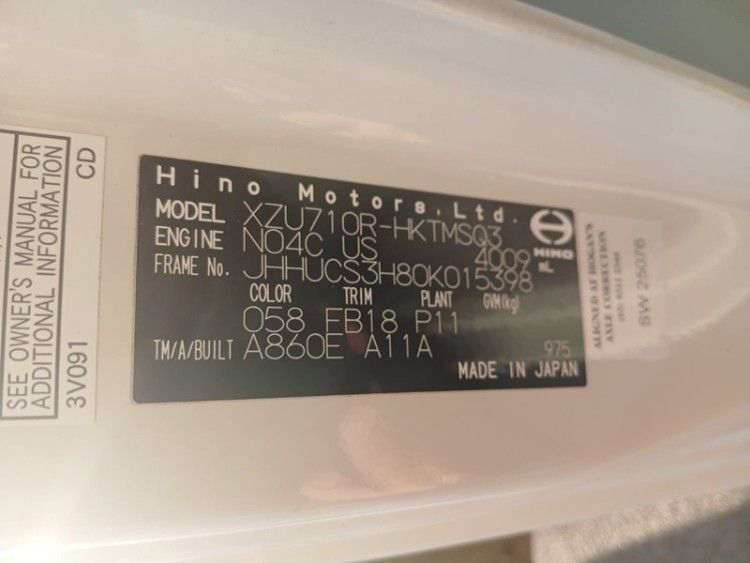 SEE OWNER'S MANUAL FOR
ADDITIONAL INFORMATION
3V091 CD
Hino Motors, Ltd.
MODEL XZU710R-HKTMSQ3
ENGINE N04C US 4009 mL
HINO
FRAME No. JHHUCS3H80K015398
COLOR TRIM PLANT GVM(kg)
058 FB18 P11
TM/A/BUILT A860E A11A 975
MADE IN JAPAN
ALIGNED AT HOGAN'S
AXLE CORRECTION
SW 25076